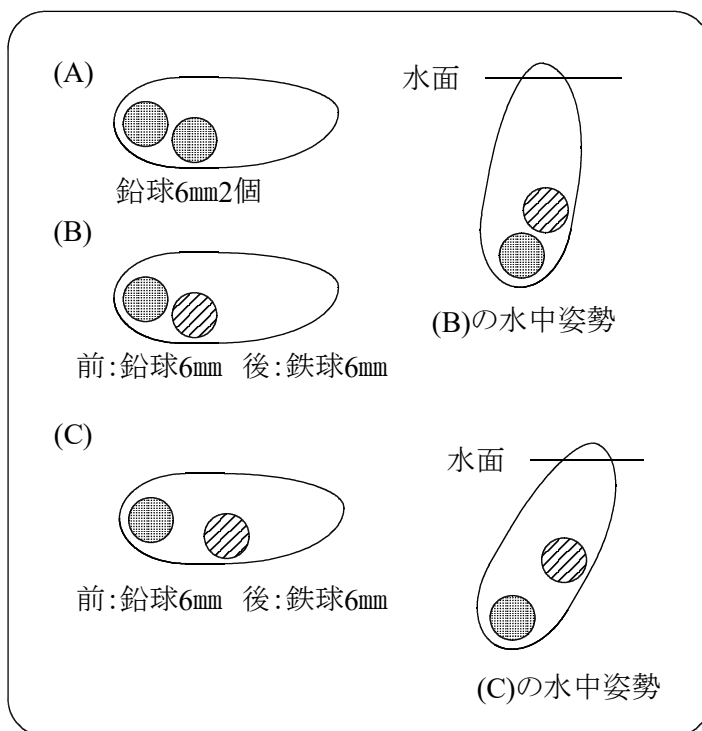 (A)
水面
鉛球6㎜2個
(B)
前:鉛球6㎜ 後:鉄球6㎜
(B)の水中姿勢
(C)
水面
前:鉛球6㎜ 後:鉄球6㎜
(C)の水中姿勢